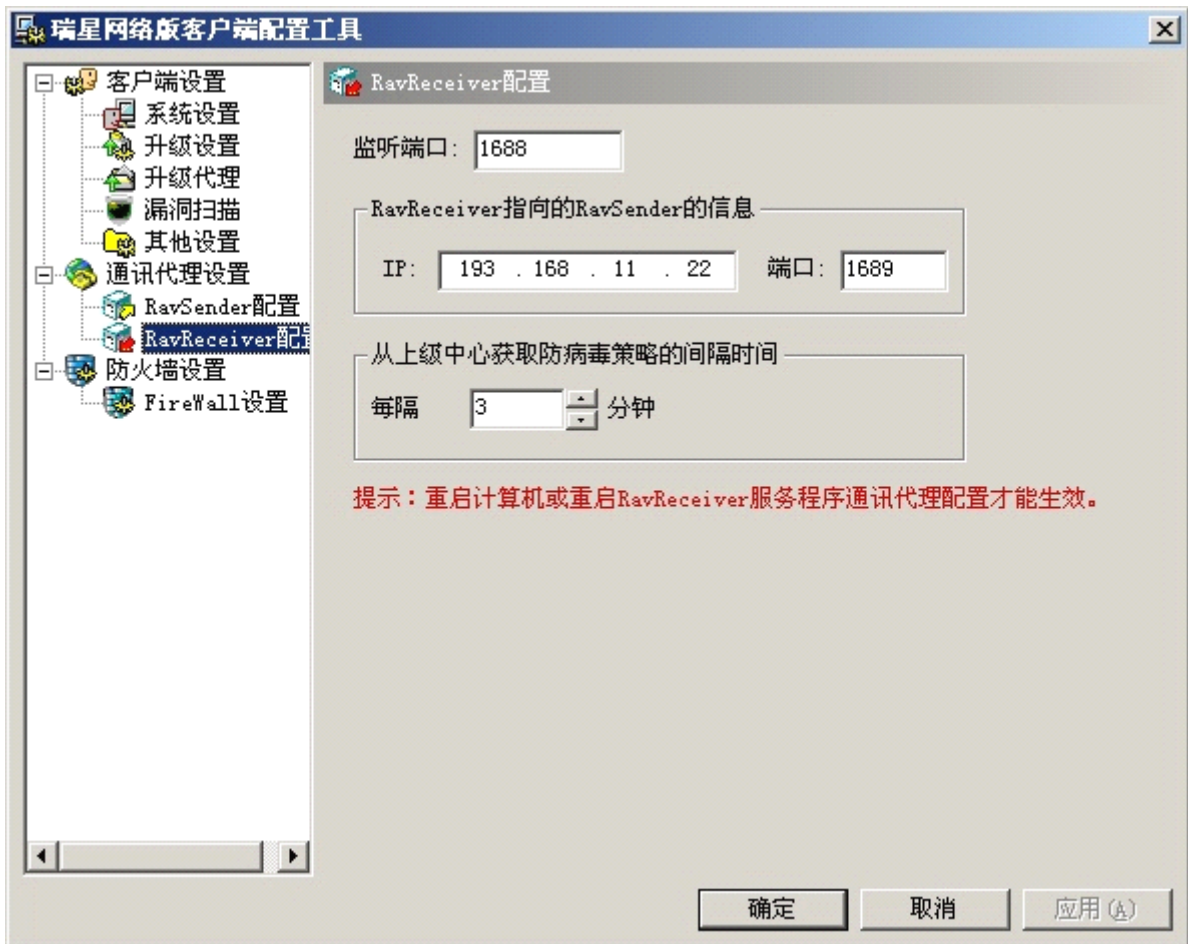 瑞星网络版客户端配置工具
客户端设置
系统设置
升级设置
升级代理
漏洞扫描
其他设置
通讯代理设置
RavSender配置
RavReceiver配
防火墙设置
FireWall设置
RavReceiver配置
监听端口: 1688
RavReceiver指向的RavSender的信息
IP: 193 . 168 . 11 . 22 端口: 1689
从上级中心获取防病毒策略的间隔时间
每隔 3 分钟
提示：重启计算机或重启RavReceiver服务程序通讯代理配置才能生效。
确定 取消 应用(A)